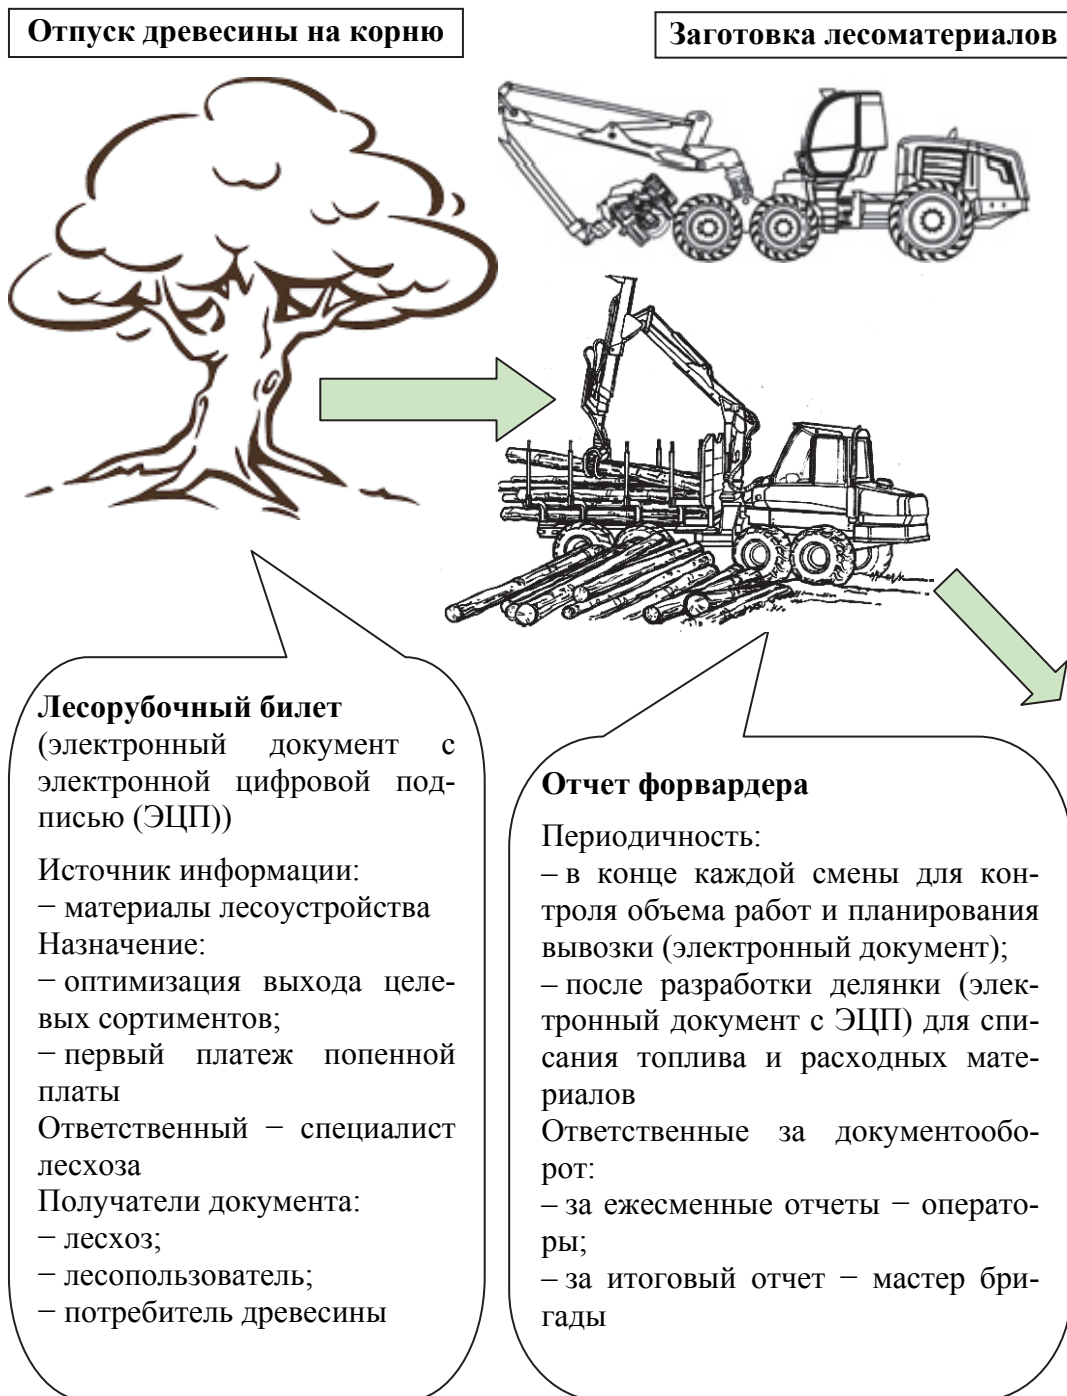 Отпуск древесины на корню
Заготовка лесоматериалов
Лесорубочный билет
(электронный документ с
электронной цифровой под-
писью (ЭЦП))
Источник информации:
− материалы лесоустройства
Назначение:
− оптимизация выхода целе-
вых сортиментов;
− первый платеж попенной
платы
Ответственный − специалист
лесхоза
Получатели документа:
− лесхоз;
− лесопользователь;
− потребитель древесины
Отчет форвардера
Периодичность:
– в конце каждой смены для кон-
троля объема работ и планирования
вывозки (электронный документ);
– после разработки делянки (элек-
тронный документ с ЭЦП) для спи-
сания топлива и расходных мате-
риалов
Ответственные за документообо-
рот:
– за ежесменные отчеты − операто-
ры;
– за итоговый отчет − мастер бри-
гады